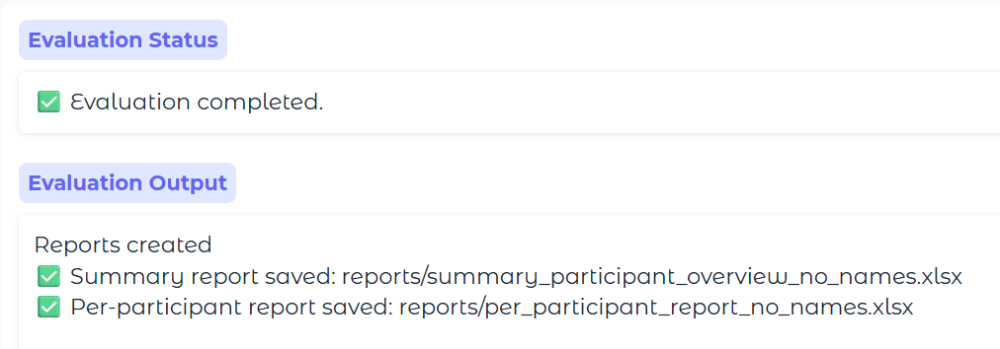 Evaluation Status
✅ Evaluation completed.
Evaluation Output
Reports created
✅ Summary report saved: reports/summary_participant_overview_no_names.xlsx
✅ Per-participant report saved: reports/per_participant_report_no_names.xlsx